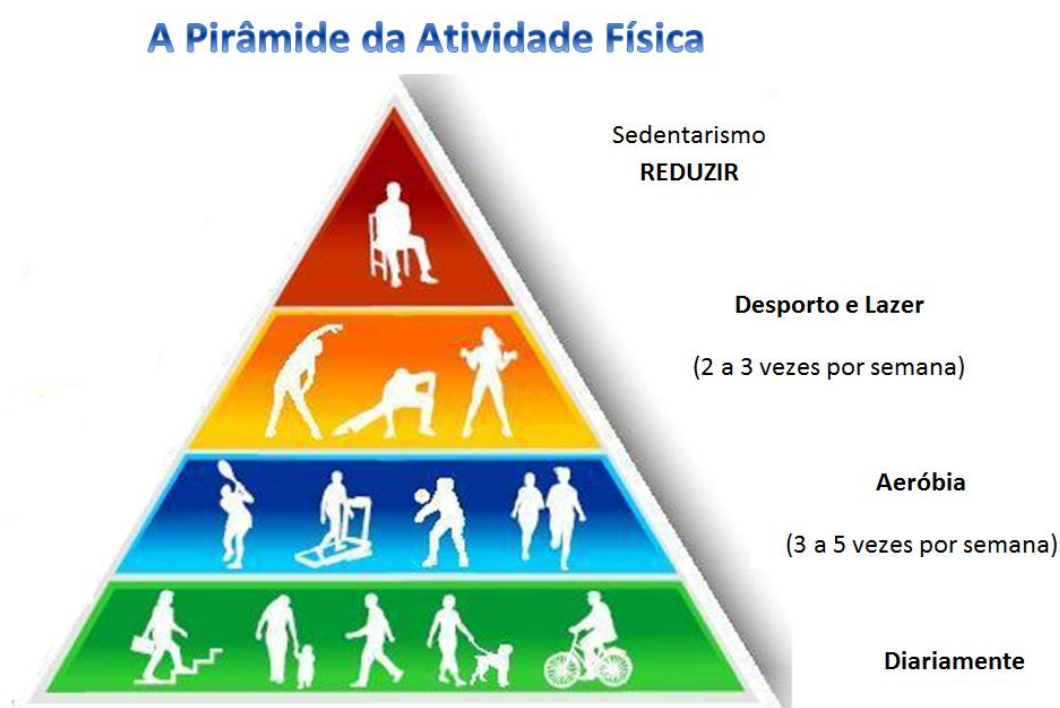 A Pirâmide da Atividade Física
Sedentarismo
REDUZIR
Desporto e Lazer
(2 a 3 vezes por semana)
Aeróbia
(3 a 5 vezes por semana)
Diariamente